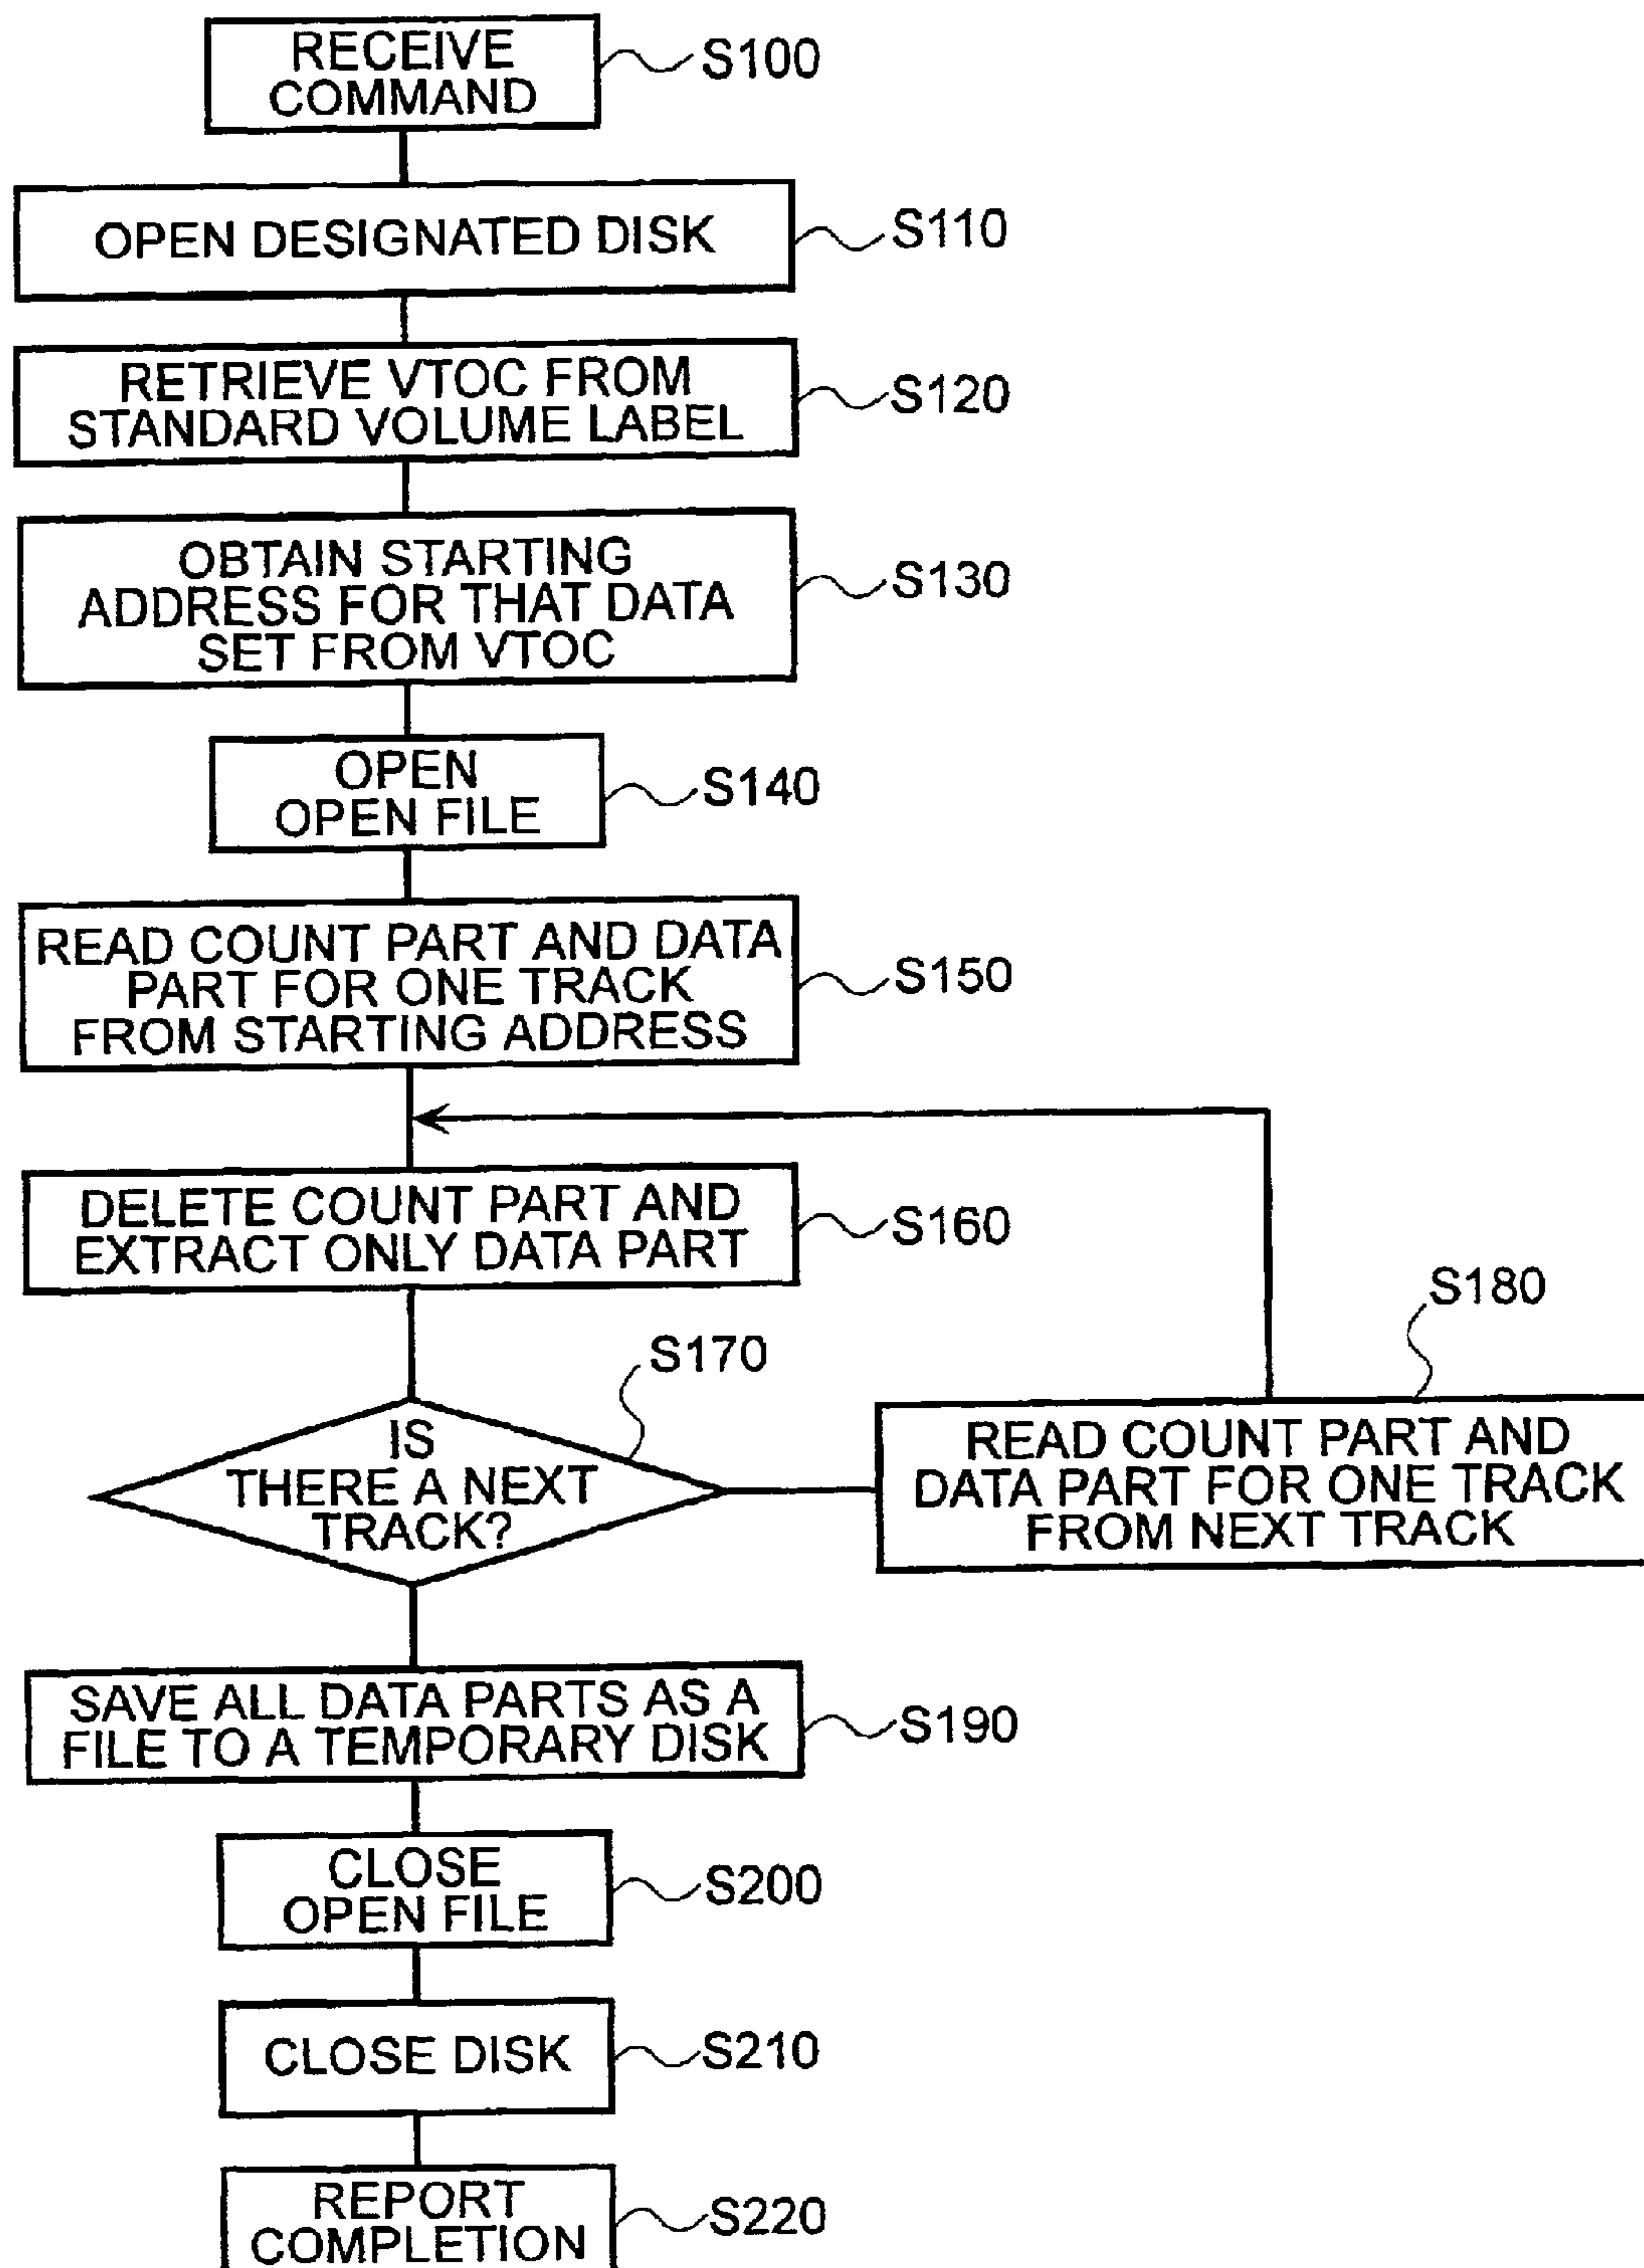 RECEIVE
COMMAND
S100
OPEN DESIGNATED DISK
S110
RETRIEVE VTOC FROM
STANDARD VOLUME LABEL
S120
OBTAIN STARTING
ADDRESS FOR THAT DATA
SET FROM VTOC
S130
OPEN
OPEN FILE
S140
READ COUNT PART AND DATA
PART FOR ONE TRACK
FROM STARTING ADDRESS
S150
DELETE COUNT PART AND
EXTRACT ONLY DATA PART
S160
IS
THERE A NEXT
TRACK?
S170
S180
READ COUNT PART AND
DATA PART FOR ONE TRACK
FROM NEXT TRACK
SAVE ALL DATA PARTS AS A
FILE TO A TEMPORARY DISK
S190
CLOSE
OPEN FILE
S200
CLOSE DISK
S210
REPORT
COMPLETION
S220